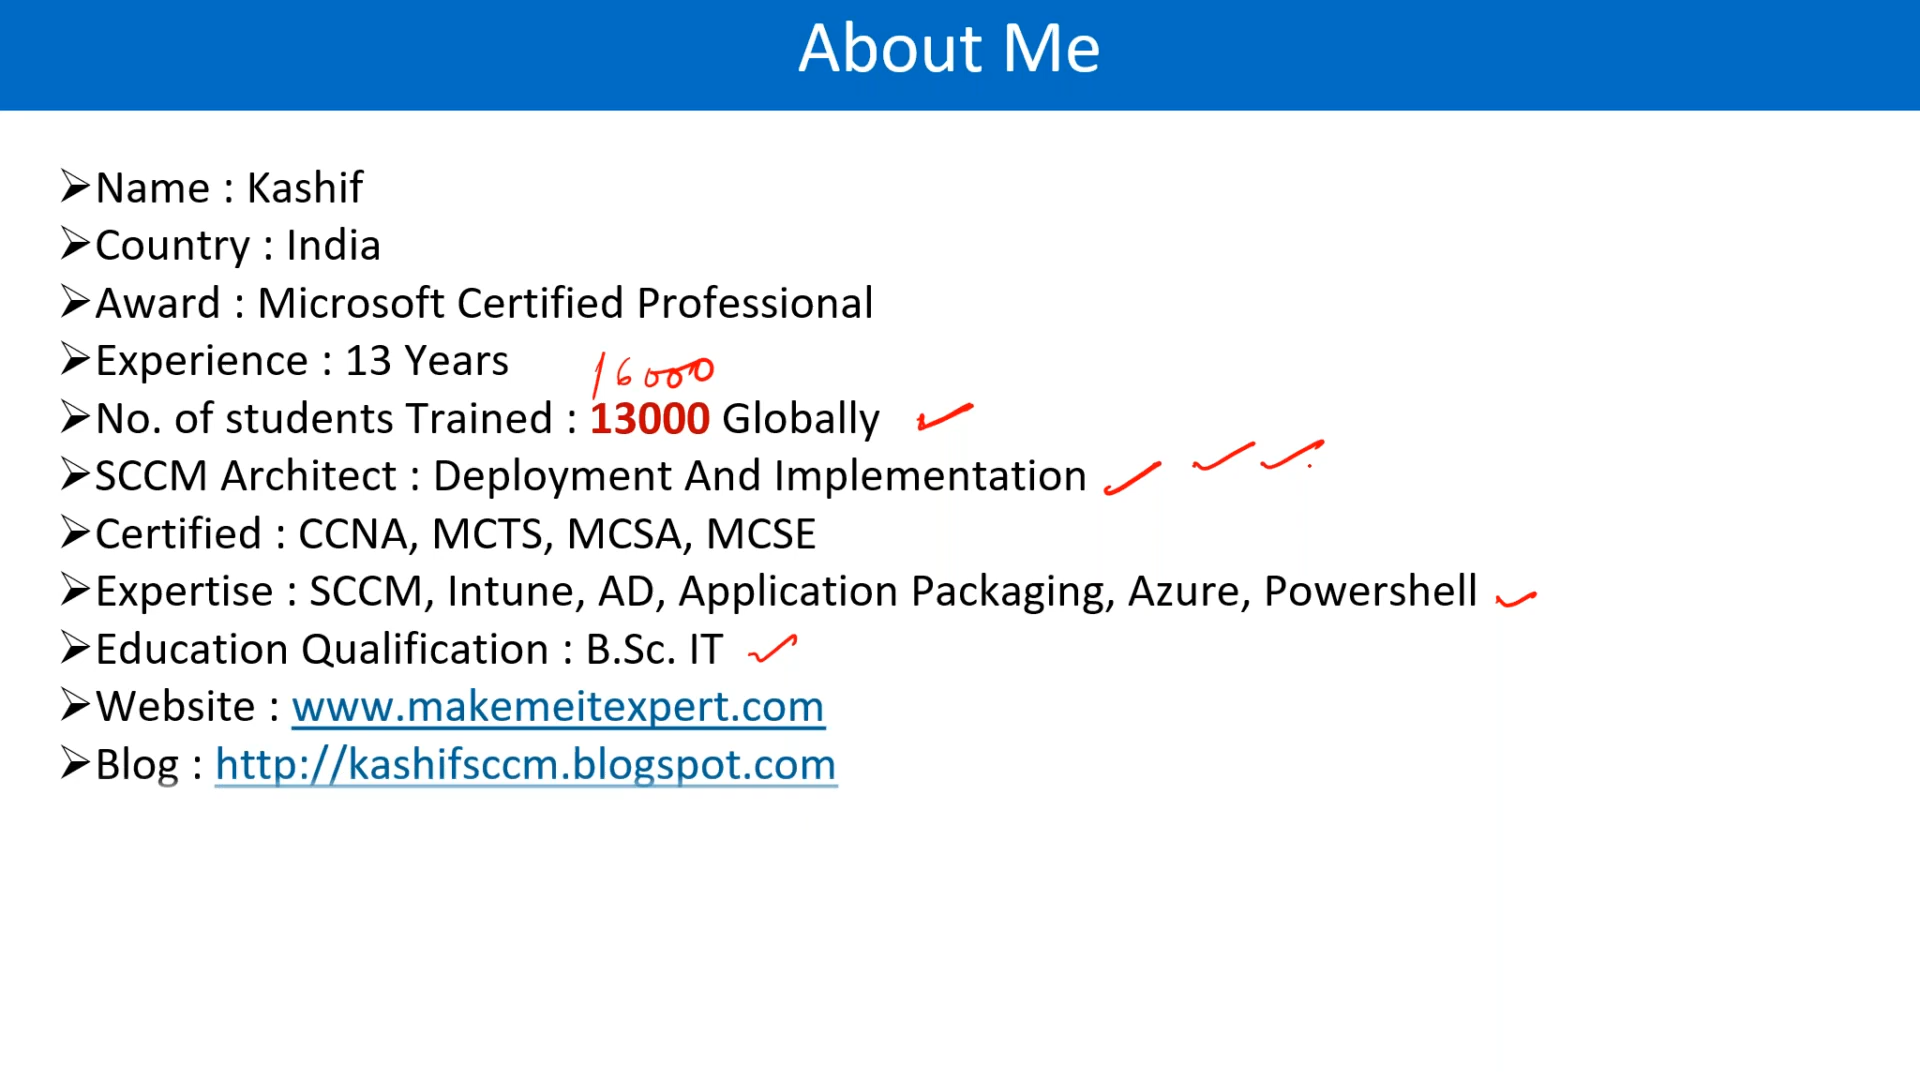 About Me
➢Name : Kashif
➢Country : India
➢Award : Microsoft Certified Professional
➢Experience : 13 Years
16000
➢No. of students Trained : 13000 Globally
➢SCCM Architect : Deployment And Implementation
➢Certified : CCNA, MCTS, MCSA, MCSE
➢Expertise : SCCM, Intune, AD, Application Packaging, Azure, Powershell
➢Education Qualification : B.Sc. IT
➢Website : www.makemeitexpert.com
➢Blog : http://kashifsccm.blogspot.com